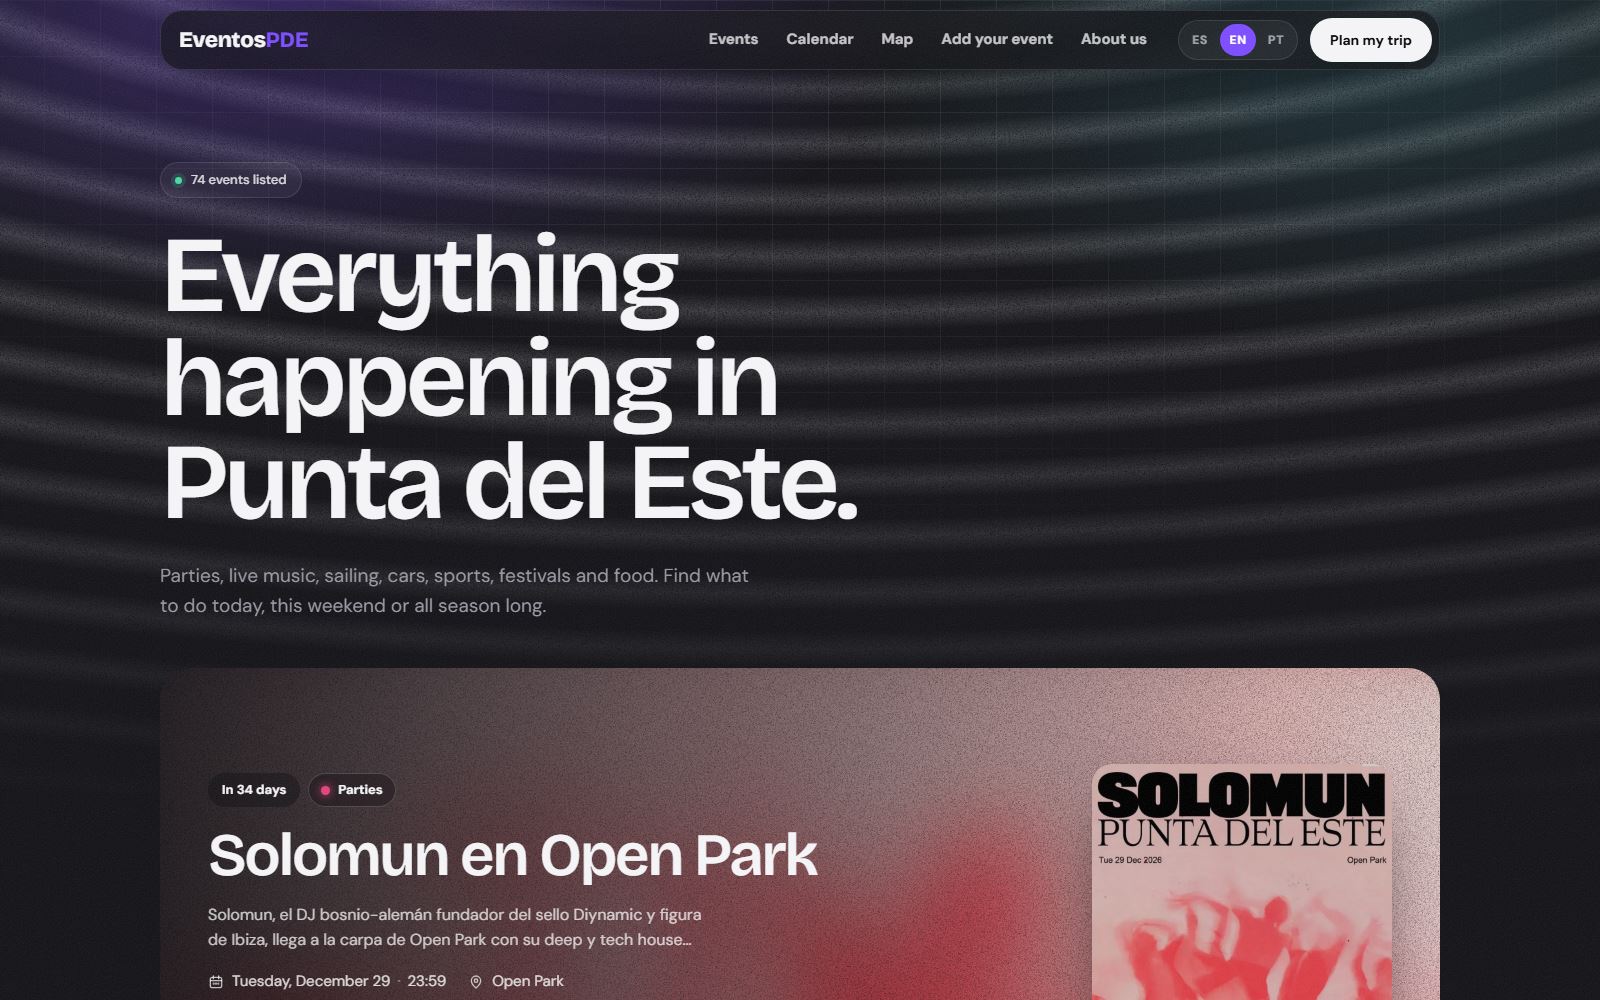 EventosPDE
Events
Calendar
Map
Add your event
About us
ES
EN
PT
Plan my trip
74 events listed
Everything
happening in
Punta del Este.
Parties, live music, sailing, cars, sports, festivals and food. Find what
to do today, this weekend or all season long.
In 34 days
Parties
Solomun en Open Park
Solomun, el DJ bosnio-alemán fundador del sello Diynamic y figura
de Ibiza, llega a la carpa de Open Park con su deep y tech house...
Tuesday, December 29 · 23:59
Open Park
SOLOMUN
PUNTA DEL ESTE
Tue 29 Dec 2026
Open Park